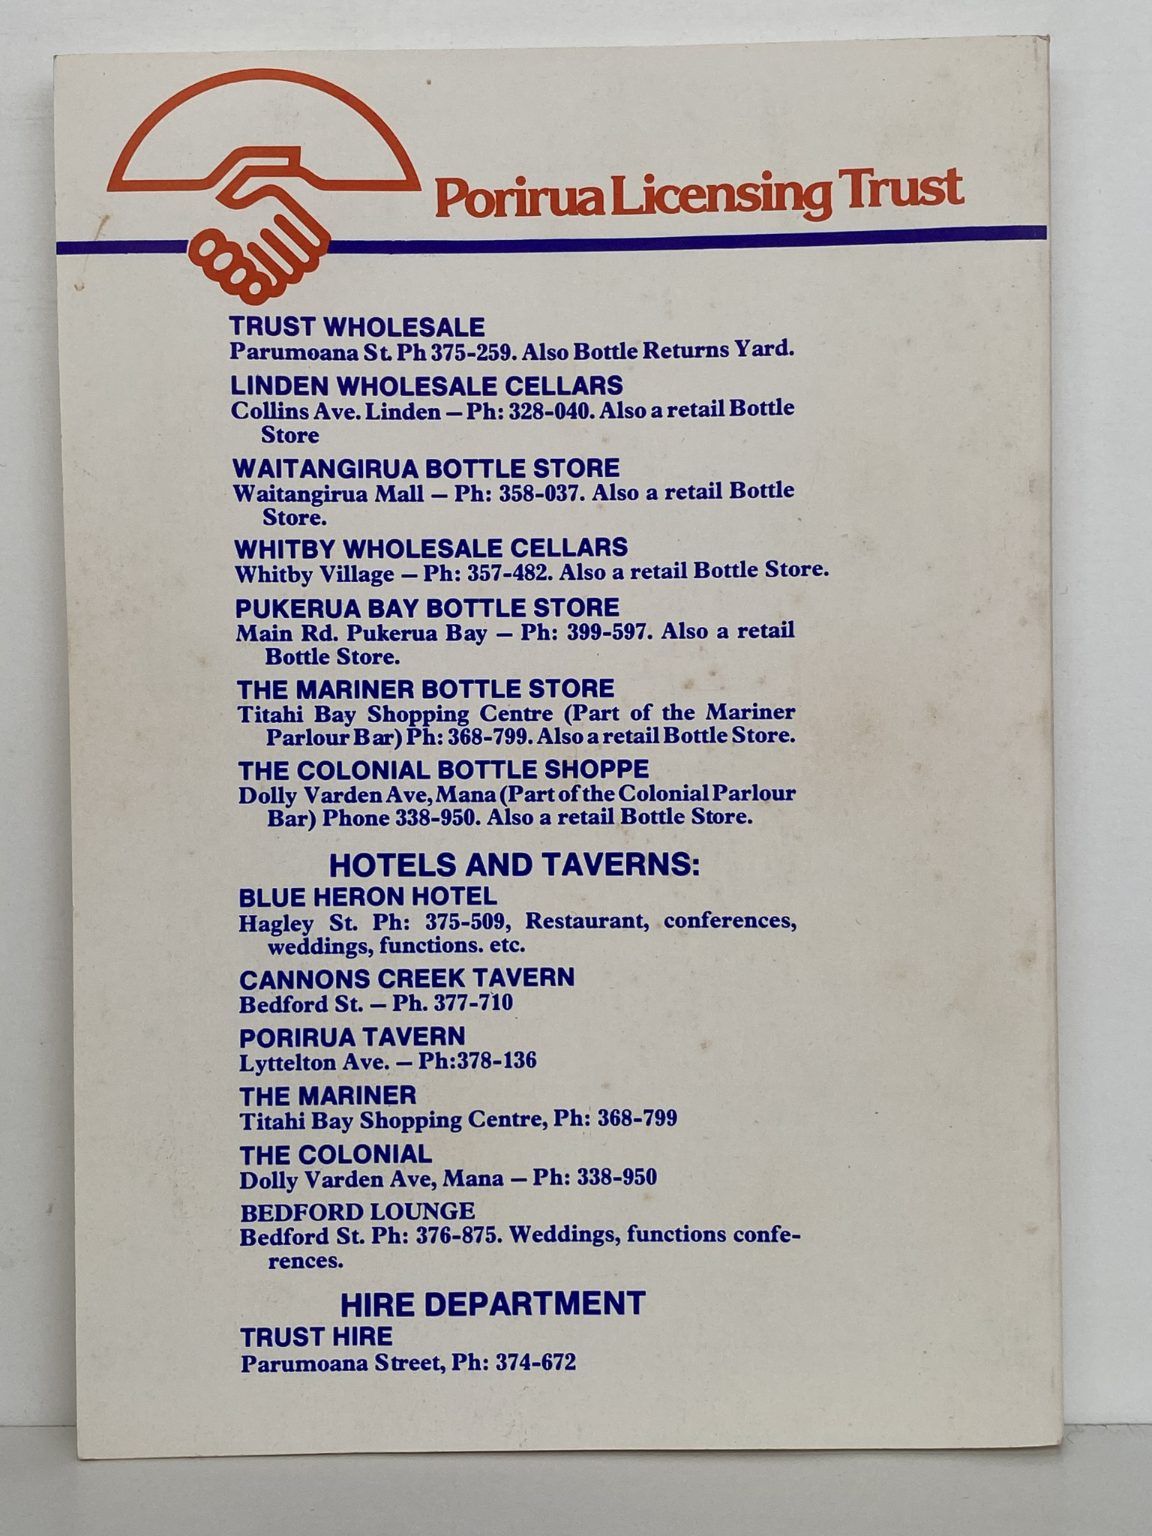 Porirua Licensing Trust
TRUST WHOLESALE
Parumoana St. Ph 375-259. Also Bottle Returns Yard.
LINDEN WHOLESALE CELLARS
Collins Ave. Linden – Ph: 328-040. Also a retail Bottle
Store
WAITANGIRUA BOTTLE STORE
Waitangirua Mall – Ph: 358-037. Also a retail Bottle
Store.
WHITBY WHOLESALE CELLARS
Whitby Village – Ph: 357-482. Also a retail Bottle Store.
PUKERUA BAY BOTTLE STORE
Main Rd. Pukerua Bay – Ph: 399-597. Also a retail
Bottle Store.
THE MARINER BOTTLE STORE
Titahi Bay Shopping Centre (Part of the Mariner
Parlour Bar) Ph: 368-799. Also a retail Bottle Store.
THE COLONIAL BOTTLE SHOPPE
Dolly Varden Ave, Mana (Part of the Colonial Parlour
Bar) Phone 338-950. Also a retail Bottle Store.
HOTELS AND TAVERNS:
BLUE HERON HOTEL
Hagley St. Ph: 375-509, Restaurant, conferences,
weddings, functions. etc.
CANNONS CREEK TAVERN
Bedford St. – Ph. 377-710
PORIRUA TAVERN
Lyttelton Ave. – Ph:378-136
THE MARINER
Titahi Bay Shopping Centre, Ph: 368-799
THE COLONIAL
Dolly Varden Ave, Mana – Ph: 338-950
BEDFORD LOUNGE
Bedford St. Ph: 376-875. Weddings, functions confe-
rences.
HIRE DEPARTMENT
TRUST HIRE
Parumoana Street, Ph: 374-672